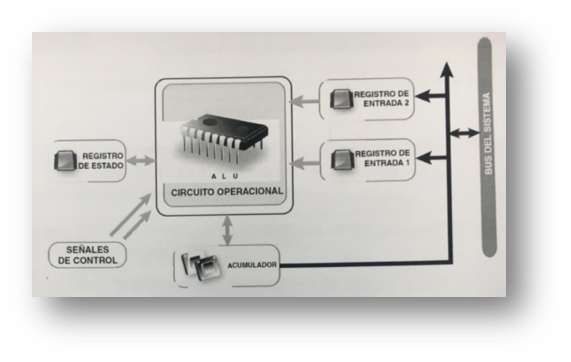 REGISTRO DE
ENTRADA 2
REGISTRO DE
ENTRADA 1
BUS DEL SISTEMA
A L U
CIRCUITO OPERACIONAL
REGISTRO
DE ESTADO
SEÑALES
DE CONTROL
ACUMULADOR